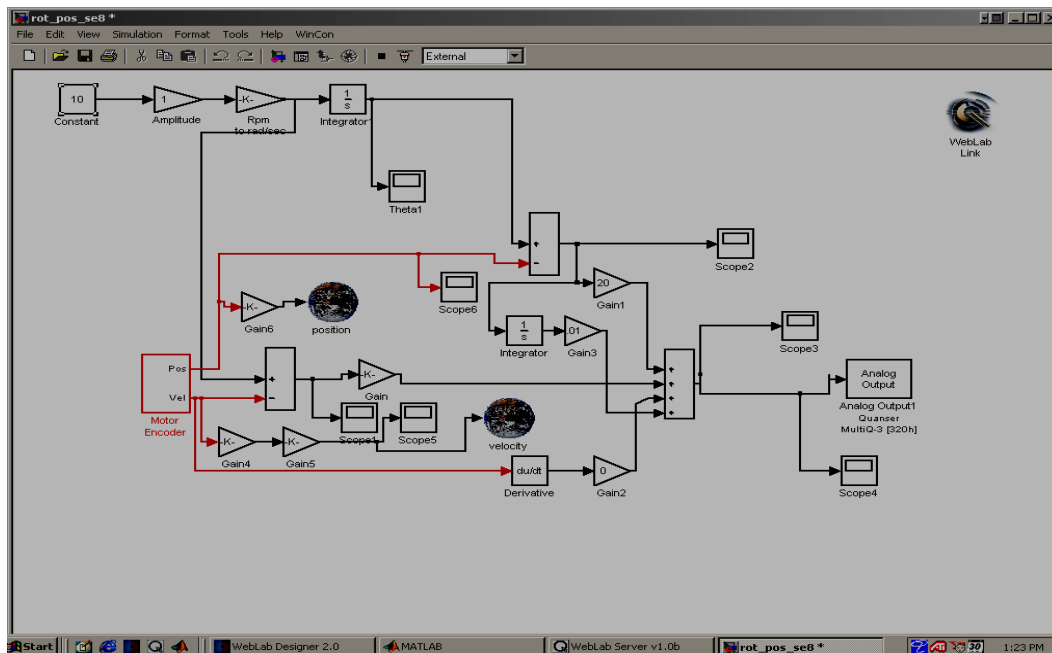 rot_pos_se8 *
File Edit View Simulation Format Tools Help WinCon
External
10
Constant
1
Amplitude
-K-
Rpm
to rad/sec
1
s
Integrator1
Theta1
WebLab
Link
+
-
Scope2
Scope6
20
Gain1
-K-
Gain6
position
1
s
Integrator
.01
Gain3
Scope3
Pos
Vel
Motor
Encoder
+
-
-K-
Gain
Scope1
Scope5
+
+
+
+
Analog
Output
Analog Output1
Quanser
MultiQ-3 [320h]
-K-
Gain4
-K-
Gain5
velocity
du/dt
Derivative
0
Gain2
Scope4
Start
WebLab Designer 2.0
MATLAB
WebLab Server v1.0b
rot_pos_se8 *
30
1:23 PM